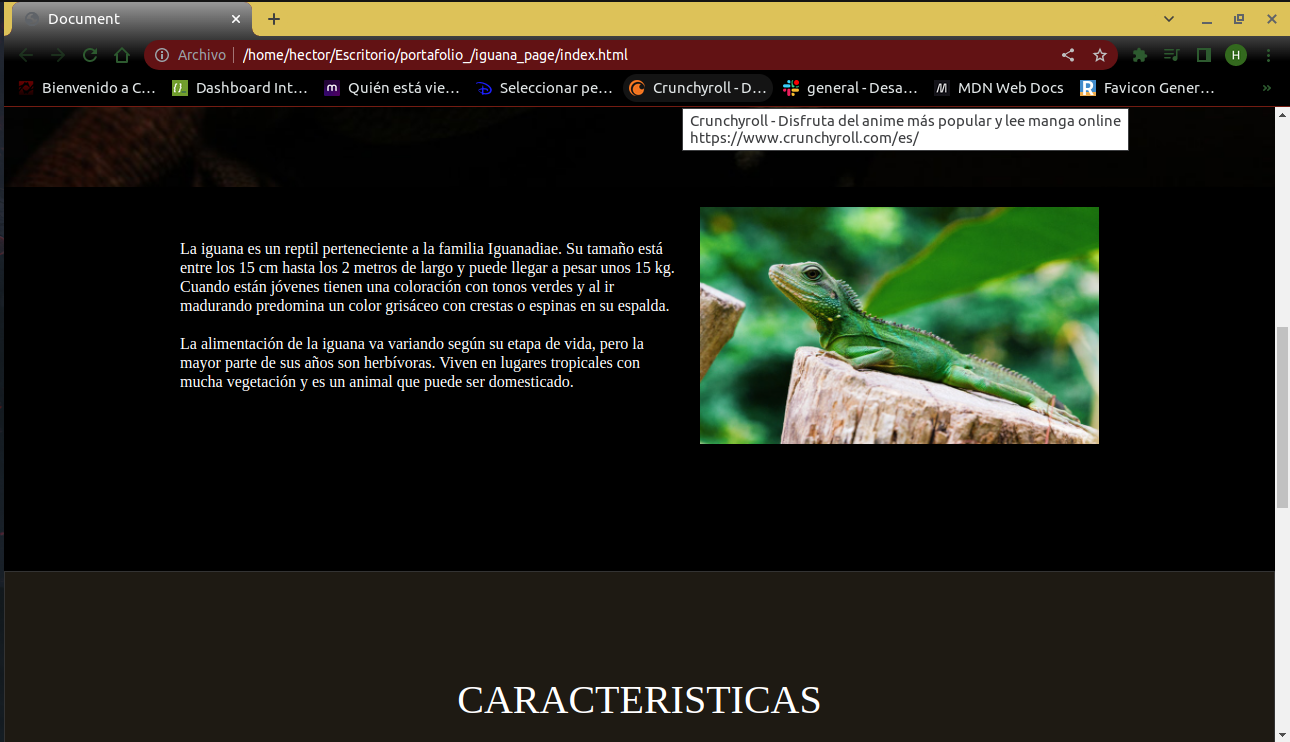 Document
Archivo
/home/hector/Escritorio/portafolio_/iguana_page/index.html
H
Bienvenido a C…
Dashboard Int…
Quién está vie…
Seleccionar pe…
Crunchyroll - D…
general - Desa…
MDN Web Docs
Favicon Gener…
Crunchyroll - Disfruta del anime más popular y lee manga online
https://www.crunchyroll.com/es/
La iguana es un reptil perteneciente a la familia Iguanadiae. Su tamaño está
entre los 15 cm hasta los 2 metros de largo y puede llegar a pesar unos 15 kg.
Cuando están jóvenes tienen una coloración con tonos verdes y al ir
madurando predomina un color grisáceo con crestas o espinas en su espalda.
La alimentación de la iguana va variando según su etapa de vida, pero la
mayor parte de sus años son herbívoras. Viven en lugares tropicales con
mucha vegetación y es un animal que puede ser domesticado.
CARACTERISTICAS